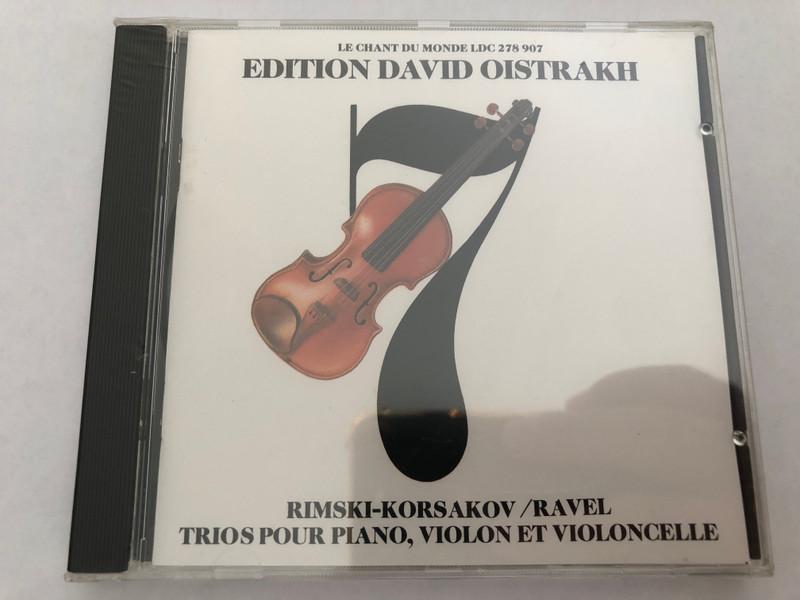 LE CHANT DU MONDE LDC 278 907
EDITION DAVID OISTRAKH
7
RIMSKI-KORSAKOV /RAVEL
TRIOS POUR PIANO, VIOLON ET VIOLONCELLE